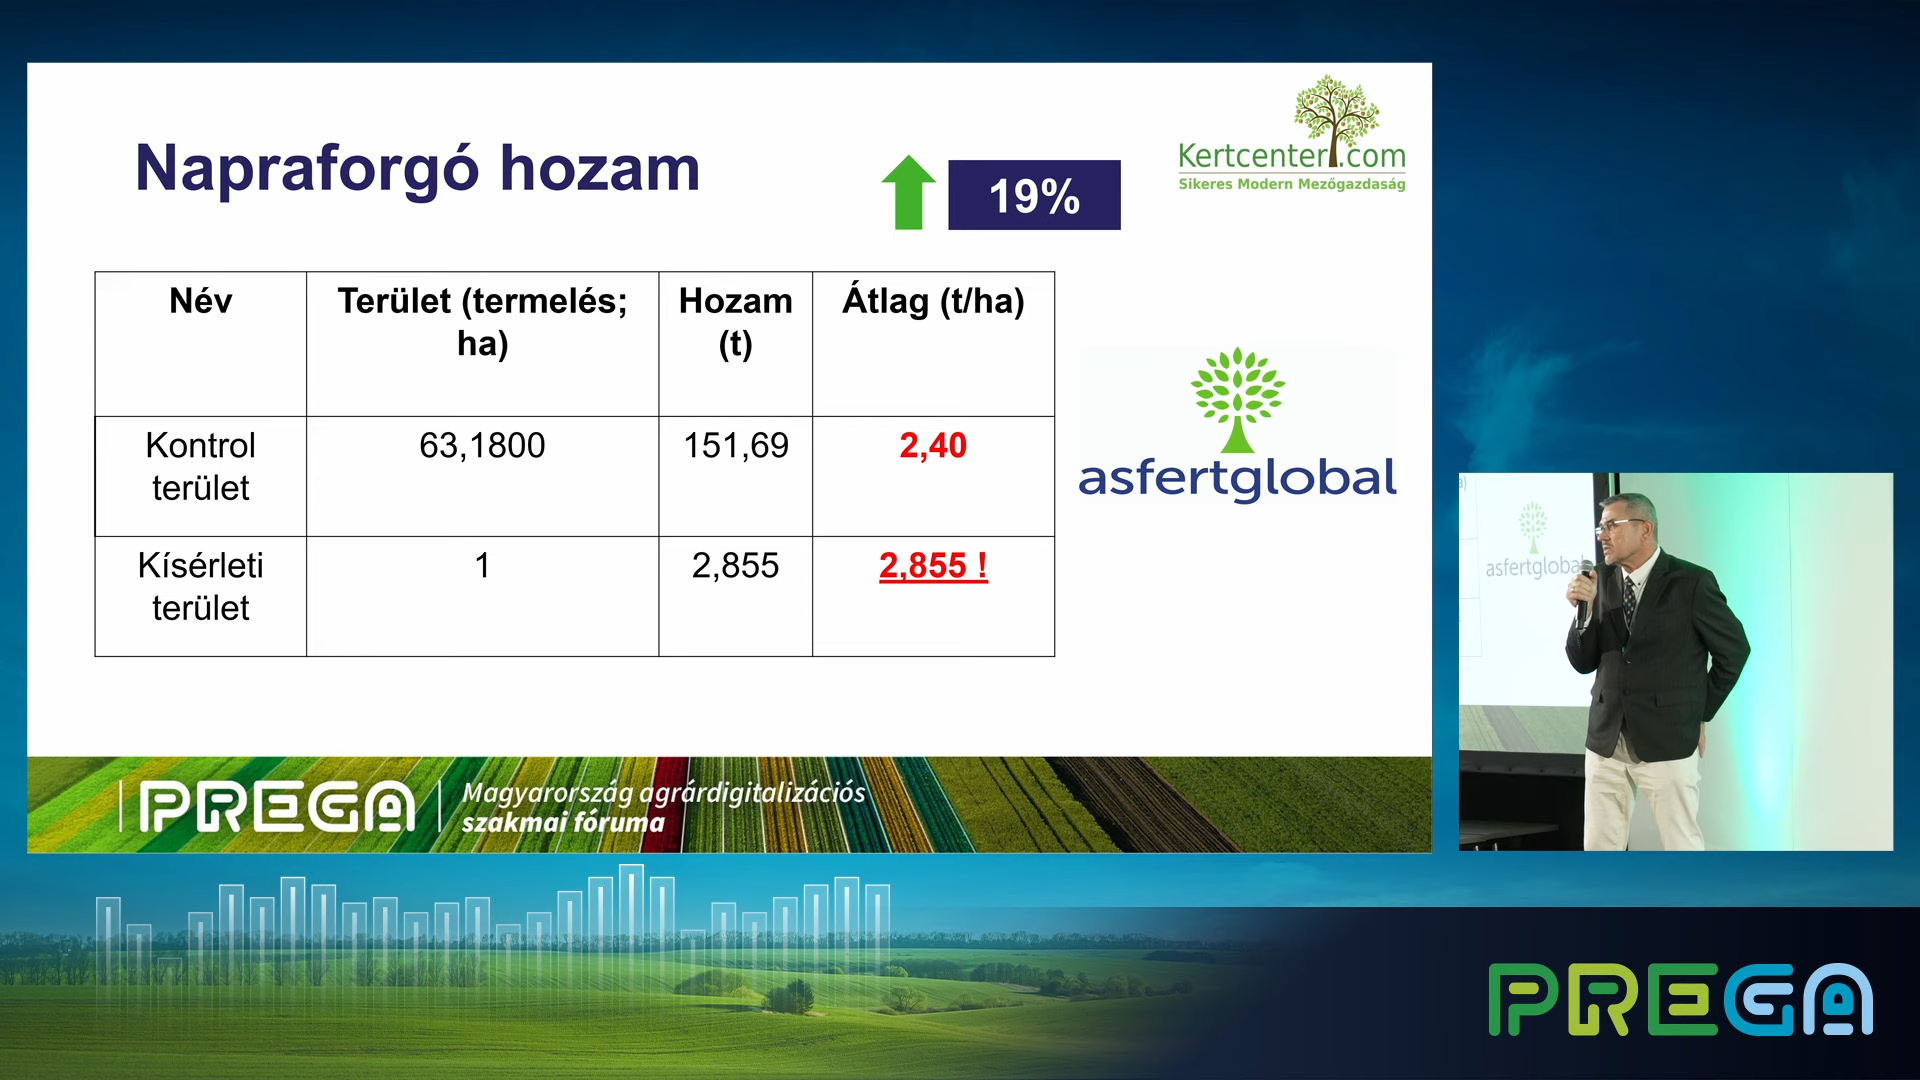 Napraforgó hozam
19%
Kertcenter.com
Sikeres Modern Mezőgazdaság
Név
Terület (termelés;
ha)
Hozam
(t)
Átlag (t/ha)
Kontrol
terület
63,1800
151,69
2,40
Kísérleti
terület
1
2,855
2,855 !
asfertglobal
PREGA
Magyarország agrárdigitalizációs
szakmai fóruma
a)
asfertglobal
PREGA